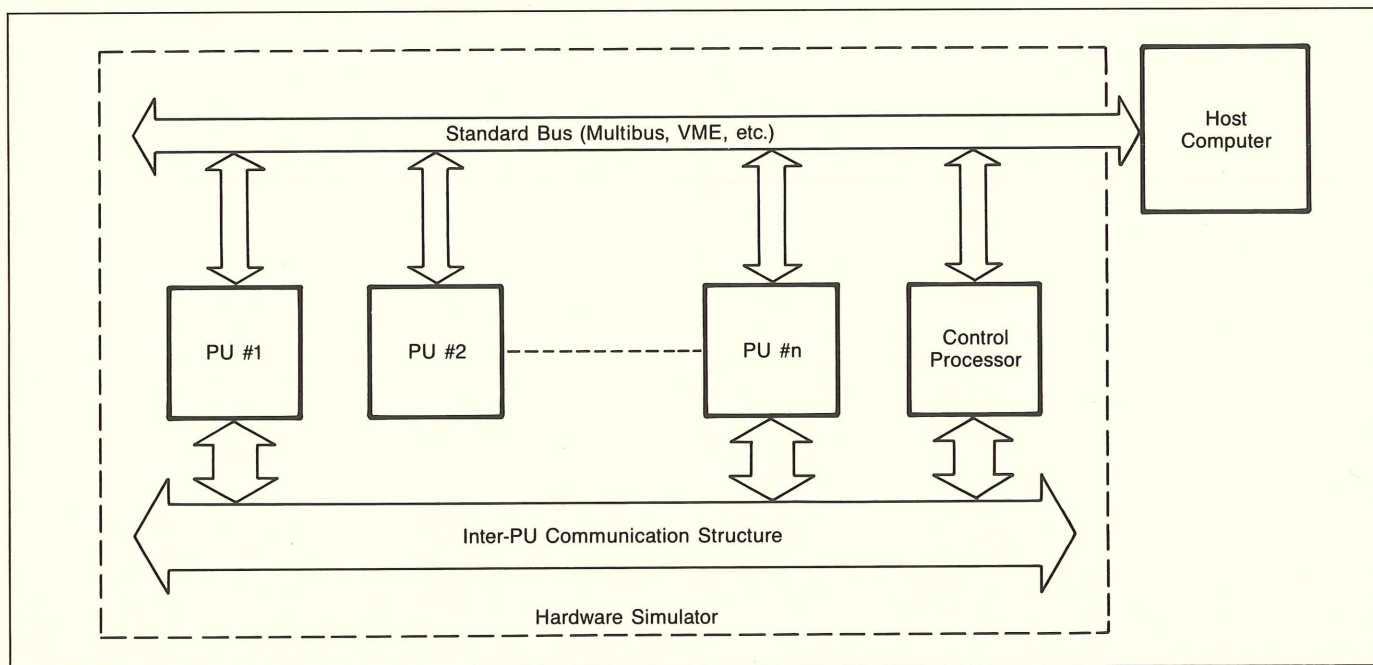 Standard Bus (Multibus, VME, etc.)
Host
Computer
PU #1
PU #2
PU #n
Control
Processor
Inter-PU Communication Structure
Hardware Simulator